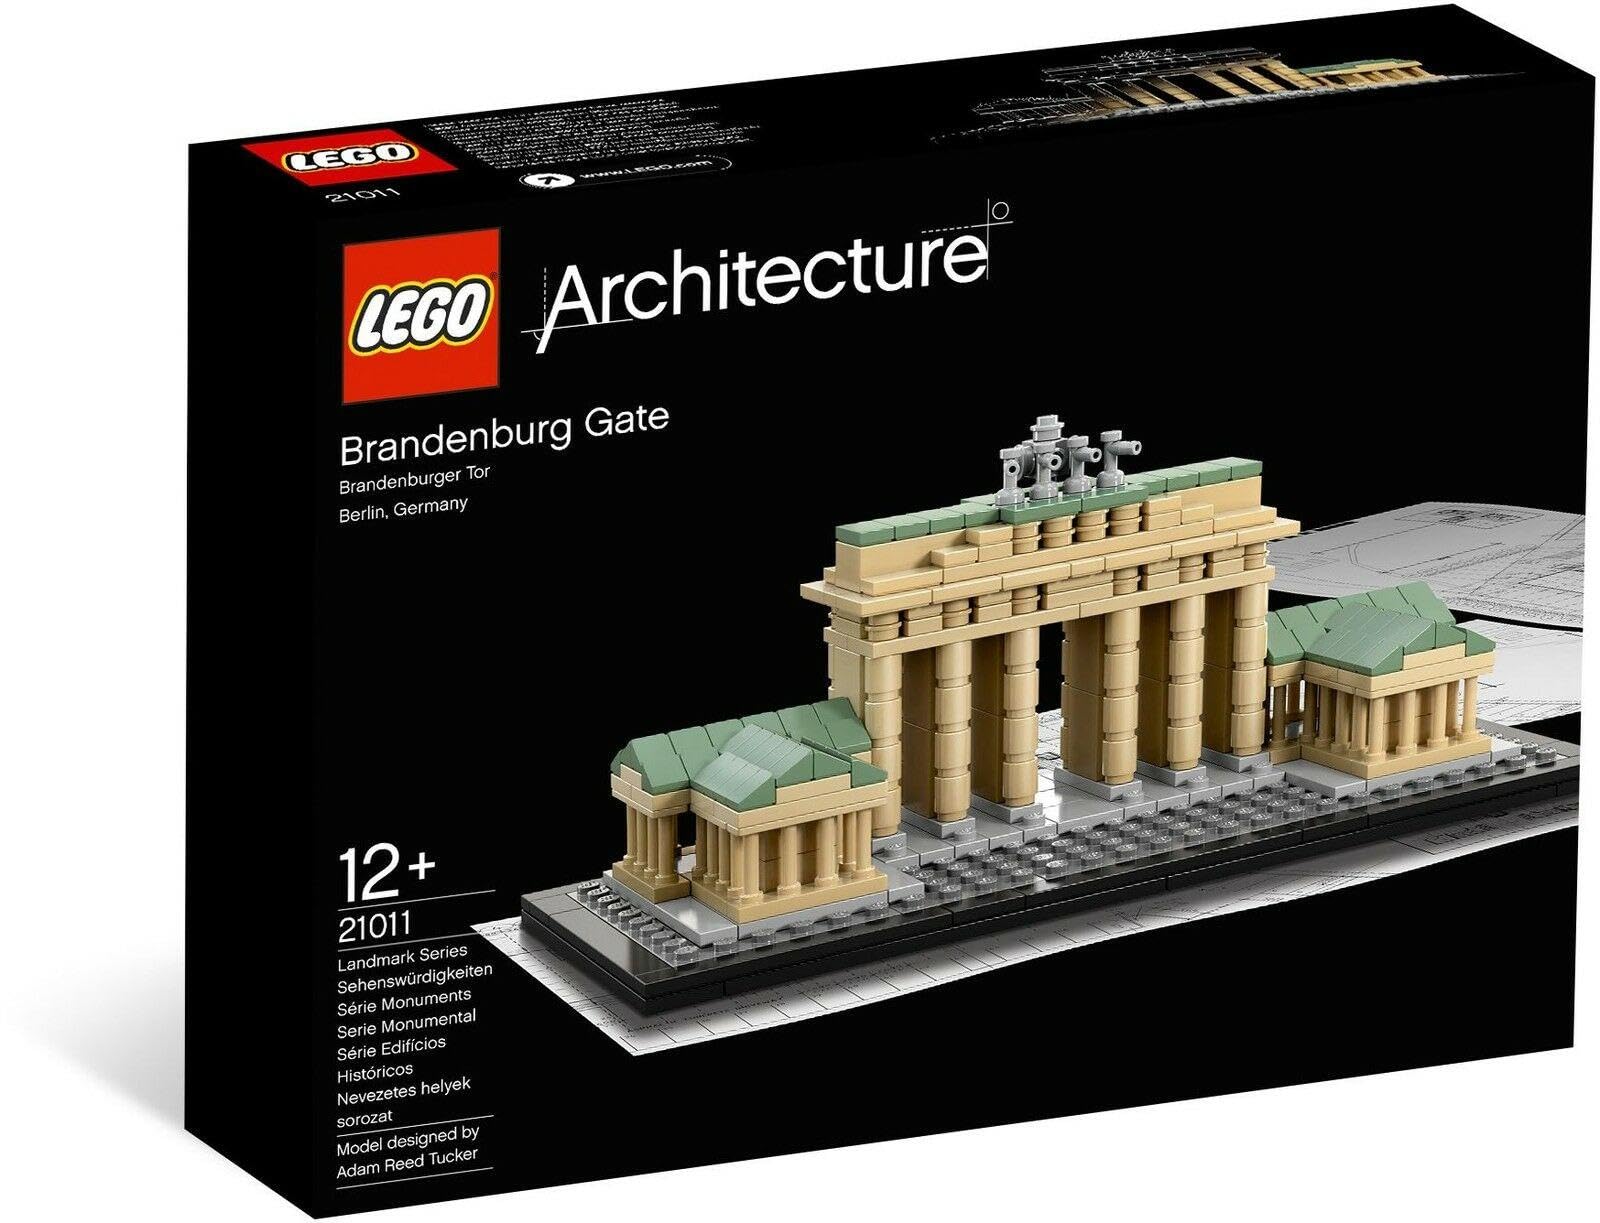 LEGO
21011
www.LEGO.com
LEGO
Architecture
Brandenburg Gate
Brandenburger Tor
Berlin, Germany
12+
21011
Landmark Series
Sehenswürdigkeiten
Série Monuments
Serie Monumental
Série Edifícios
Históricos
Nevezetes helyek
sorozat
Model designed by
Adam Reed Tucker